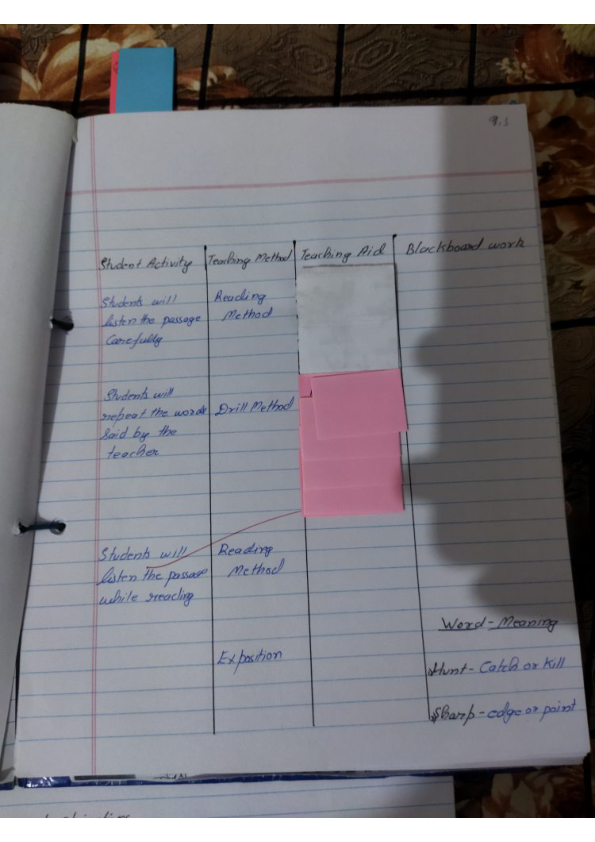 Student Activity Teaching Method Teaching Aid Blackboard work
Students will
listen the passage
Carefully
Reading
Method
Students will
repeat the words
said by the
teacher
Drill Method
Students will
listen the passage
while reading
Reading
Method
Exposition
Word - Meaning
Hunt - Catch or kill
Sharp - edge or point